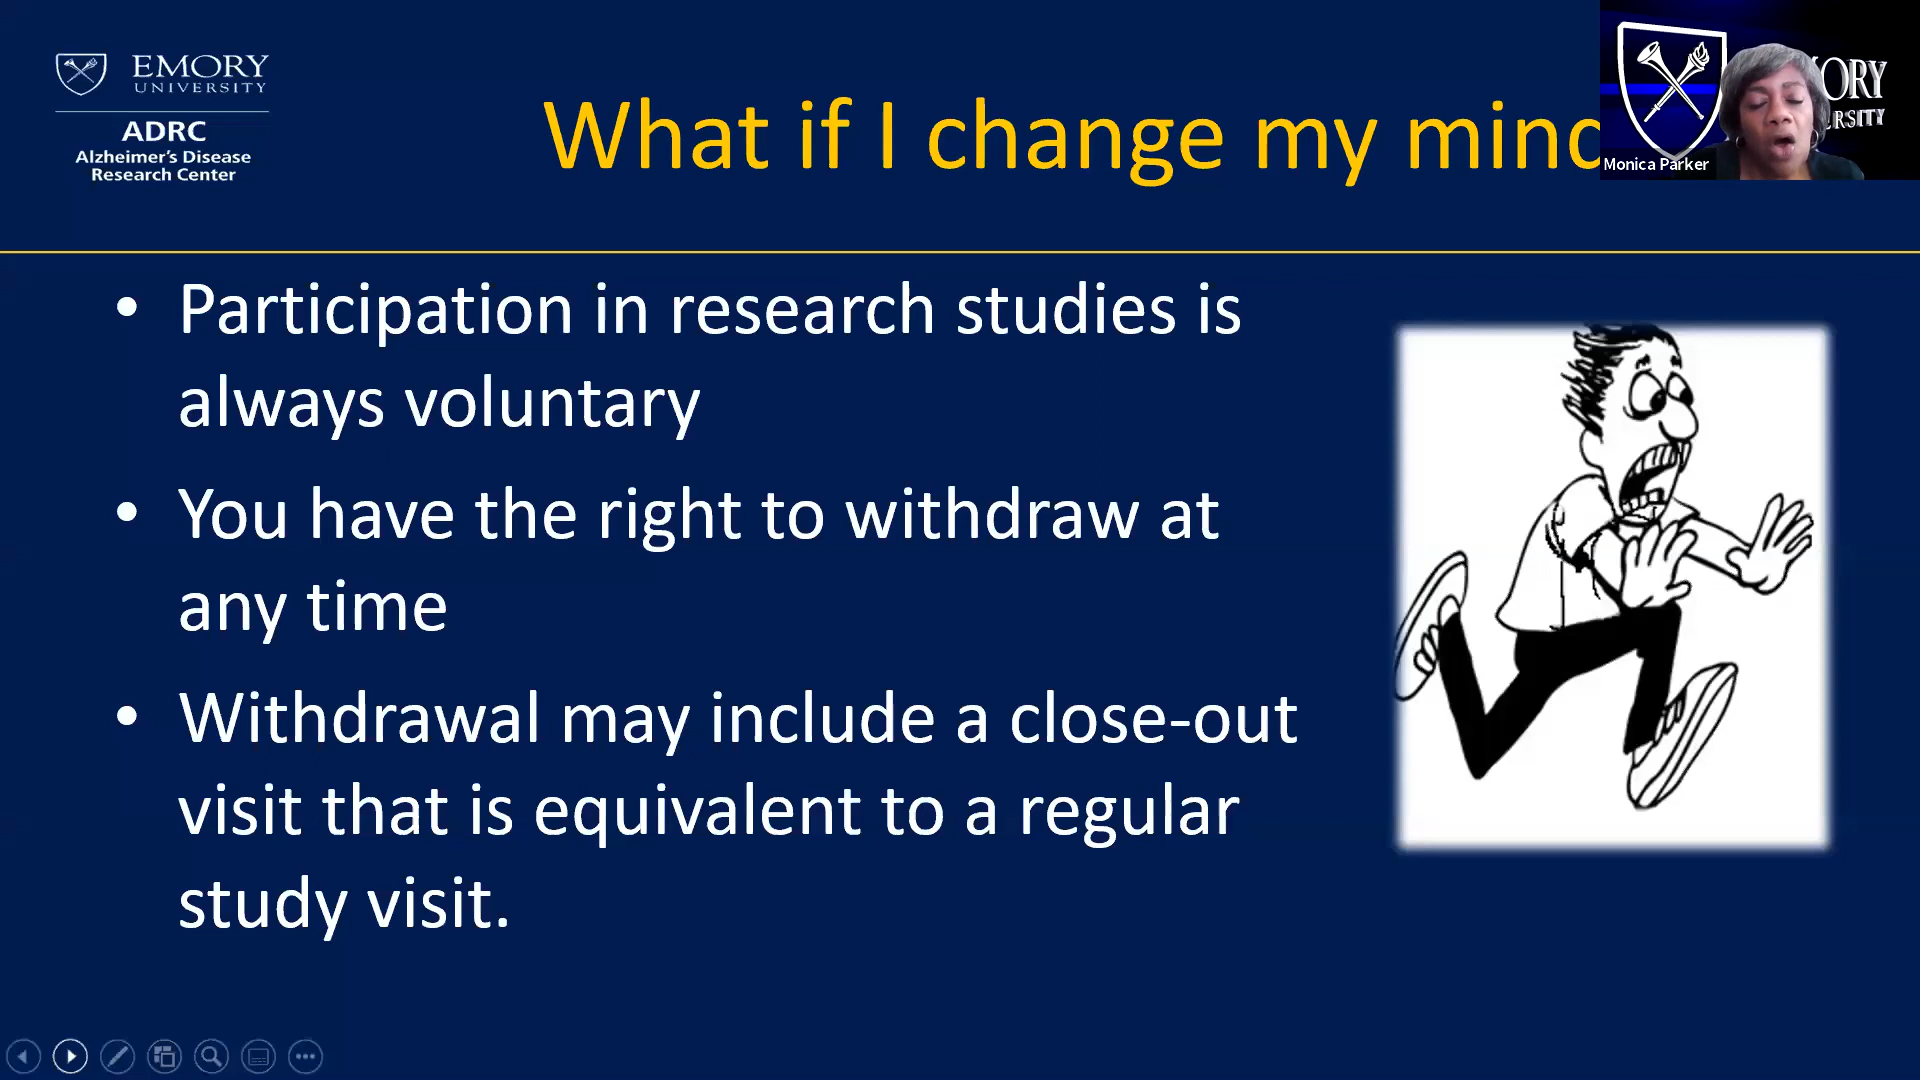 EMORY
UNIVERSITY
ADRC
Alzheimer's Disease
Research Center
What if I change my mind
ORY
RSITY
Monica Parker
• Participation in research studies is
always voluntary
• You have the right to withdraw at
any time
• Withdrawal may include a close-out
visit that is equivalent to a regular
study visit.